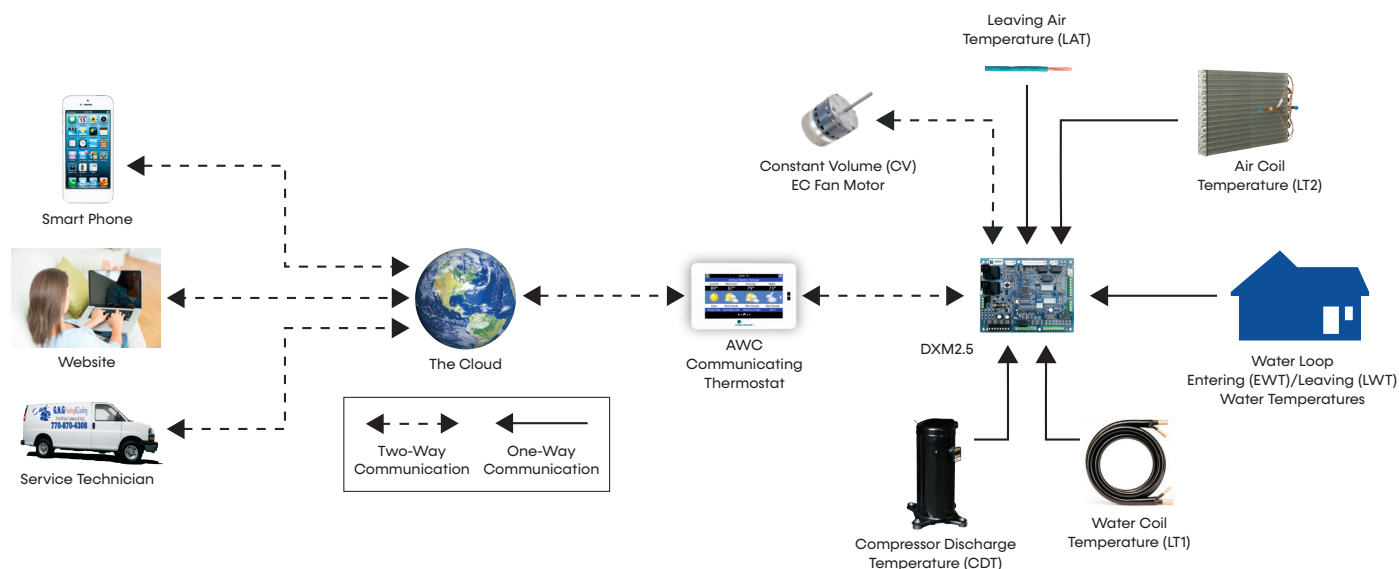 Leaving Air
Temperature (LAT)
Smart Phone
Constant Volume (CV)
EC Fan Motor
Air Coil
Temperature (LT2)
Website
The Cloud
AWC
Communicating
Thermostat
DXM2.5
Water Loop
Entering (EWT)/Leaving (LWT)
Water Temperatures
G.N.G Heating&Cooling
770-870-4308
Service Technician
Two-Way
Communication
One-Way
Communication
Compressor Discharge
Temperature (CDT)
Water Coil
Temperature (LT1)